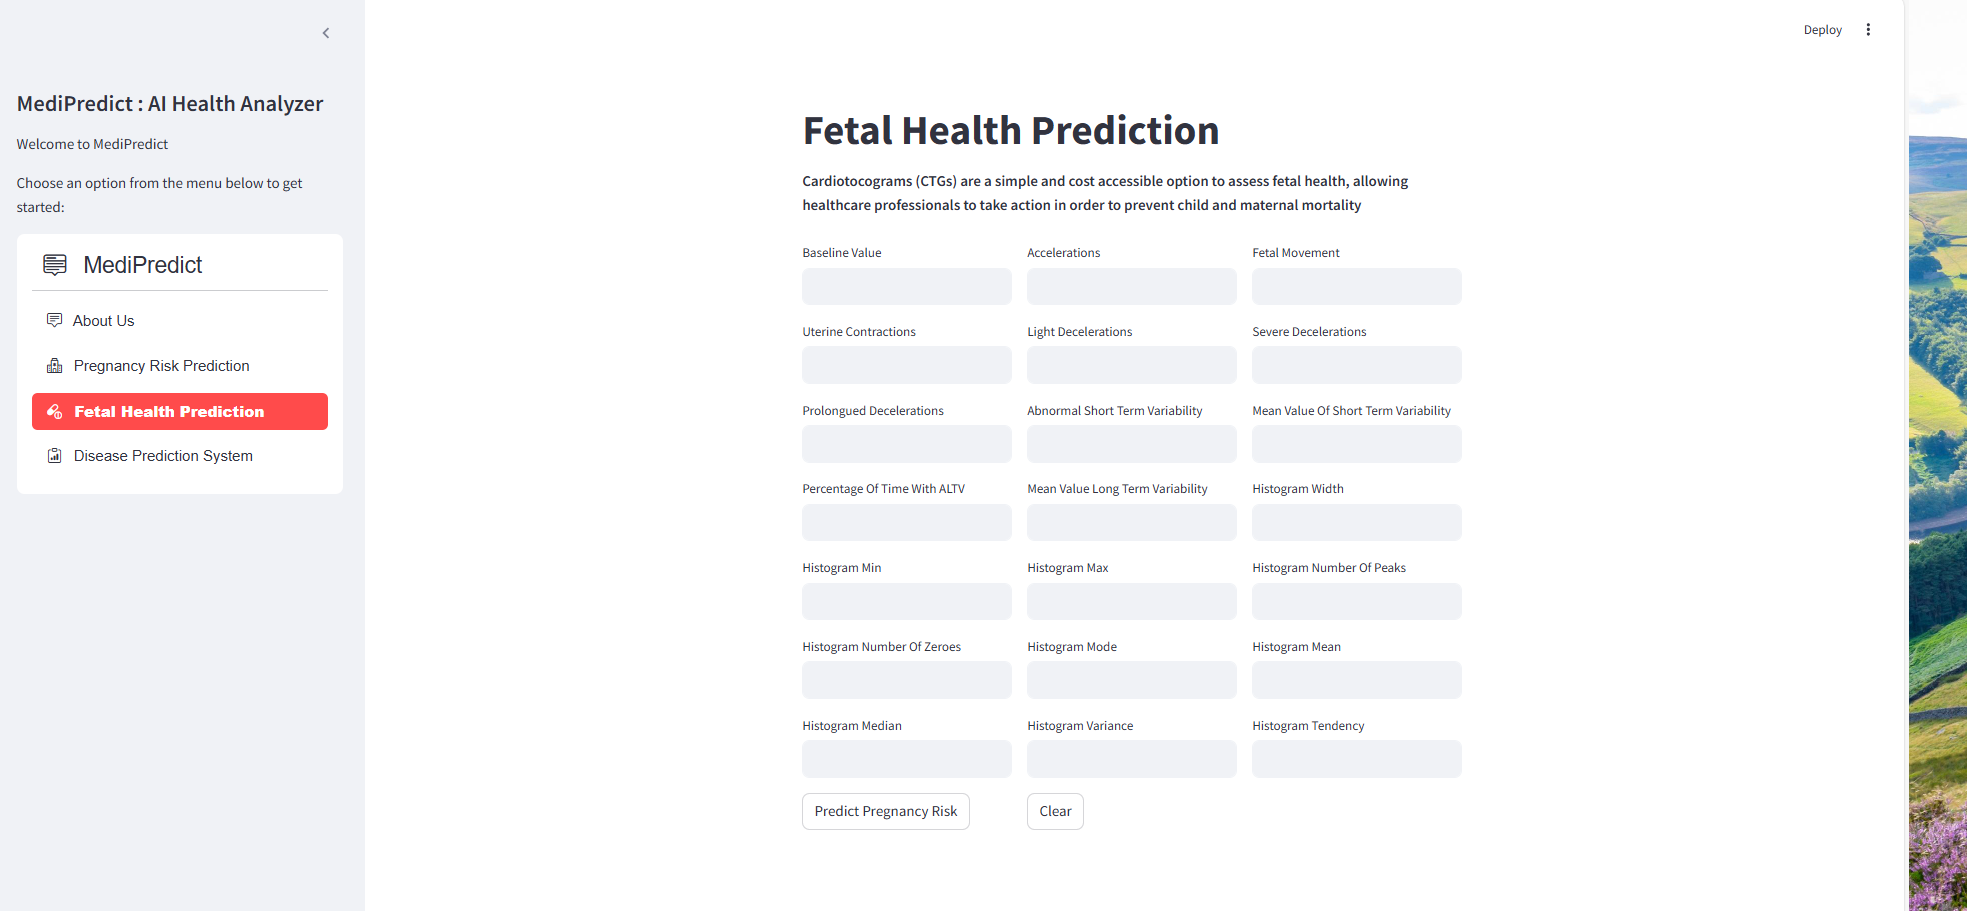 Deploy
MediPredict : AI Health Analyzer
Welcome to MediPredict
Choose an option from the menu below to get
started:
MediPredict
About Us
Pregnancy Risk Prediction
Fetal Health Prediction
Disease Prediction System
Fetal Health Prediction
Cardiotocograms (CTGs) are a simple and cost accessible option to assess fetal health, allowing
healthcare professionals to take action in order to prevent child and maternal mortality
Baseline Value
Accelerations
Fetal Movement
Uterine Contractions
Light Decelerations
Severe Decelerations
Prolongued Decelerations
Abnormal Short Term Variability
Mean Value Of Short Term Variability
Percentage Of Time With ALTV
Mean Value Long Term Variability
Histogram Width
Histogram Min
Histogram Max
Histogram Number Of Peaks
Histogram Number Of Zeroes
Histogram Mode
Histogram Mean
Histogram Median
Histogram Variance
Histogram Tendency
Predict Pregnancy Risk
Clear